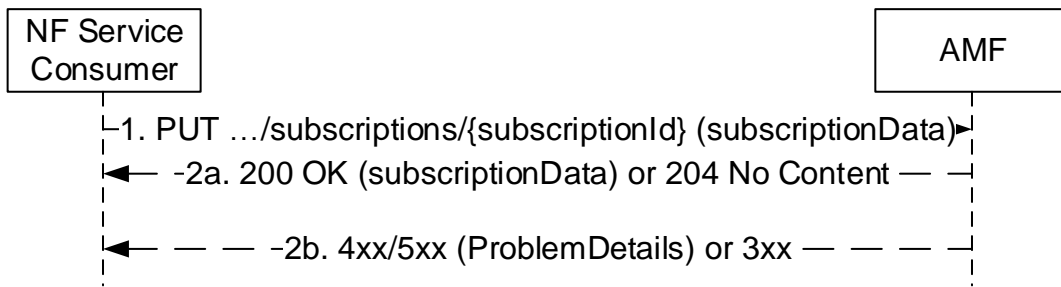 NF Service
Consumer
AMF
1. PUT …/subscriptions/{subscriptionId} (subscriptionData)
2a. 200 OK (subscriptionData) or 204 No Content
2b. 4xx/5xx (ProblemDetails) or 3xx